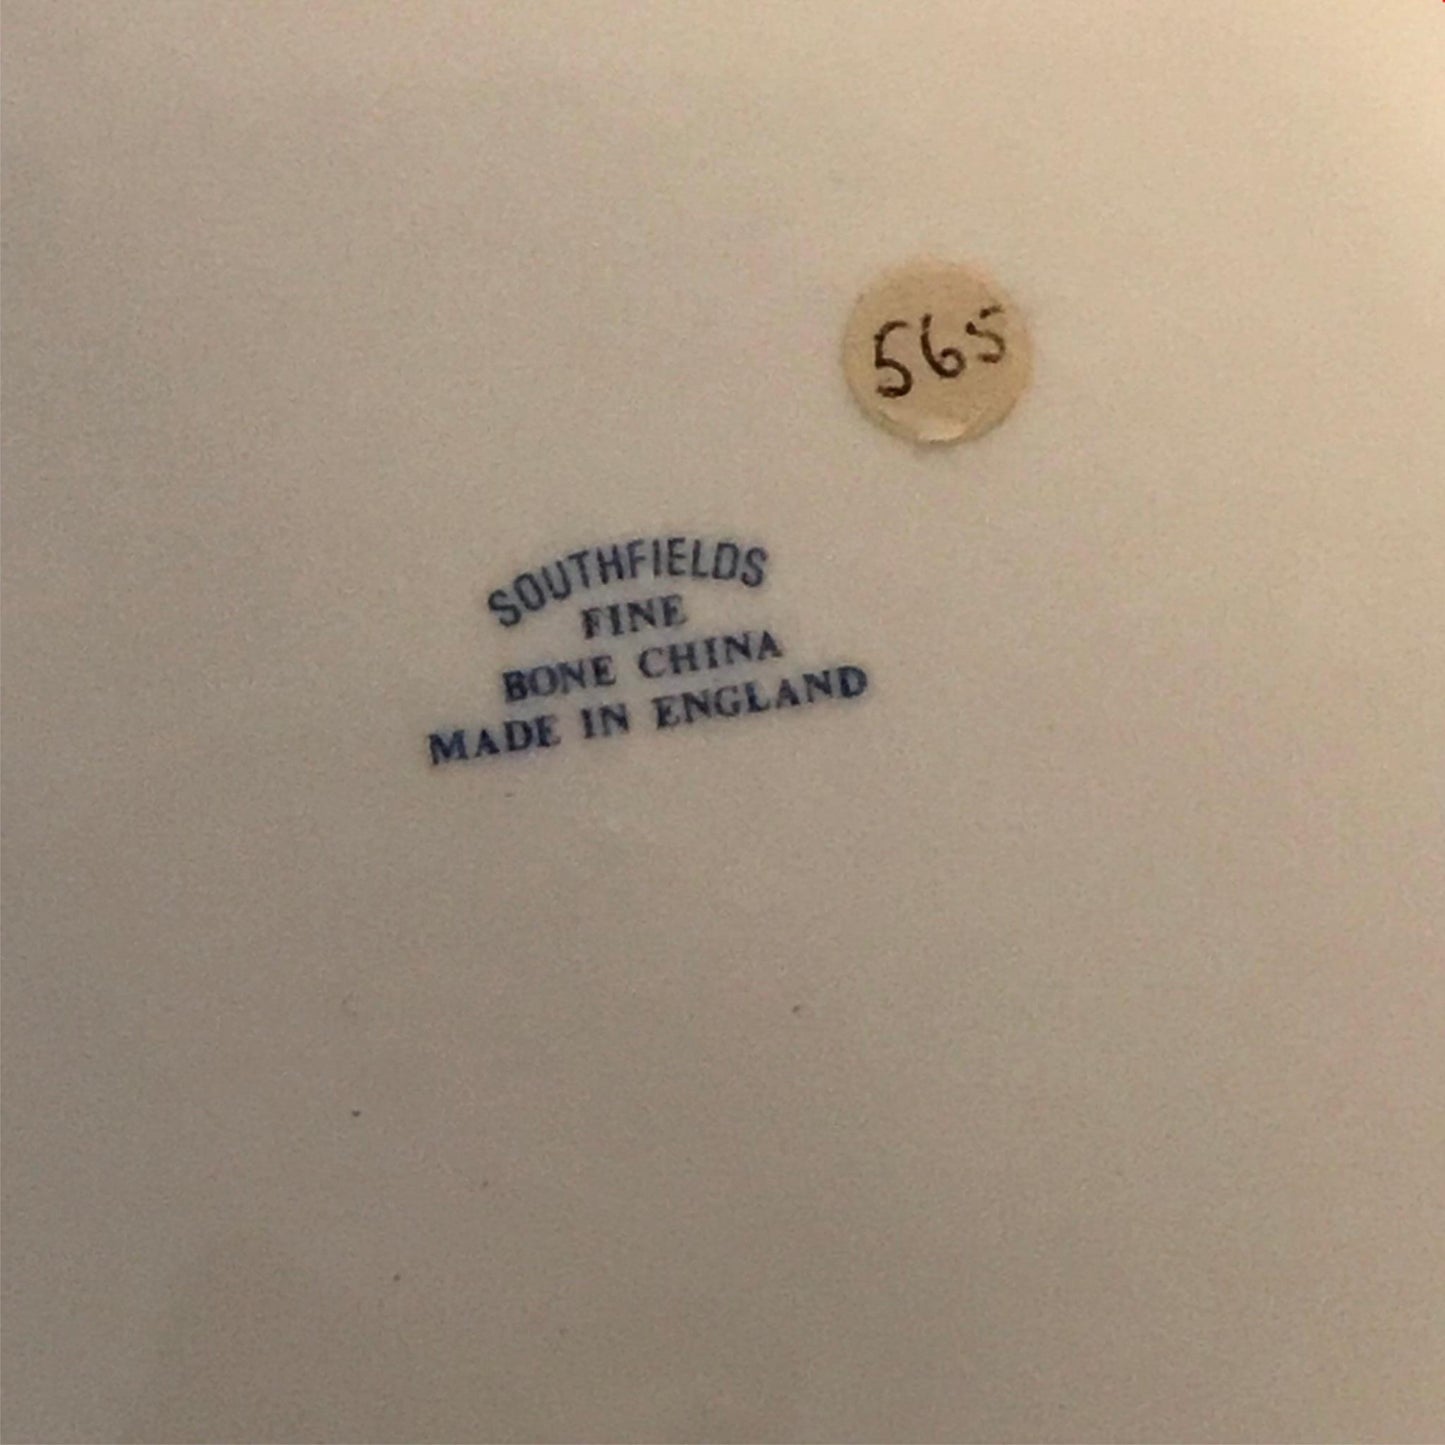 565
SOUTHFIELDS
FINE
BONE CHINA
MADE IN ENGLAND